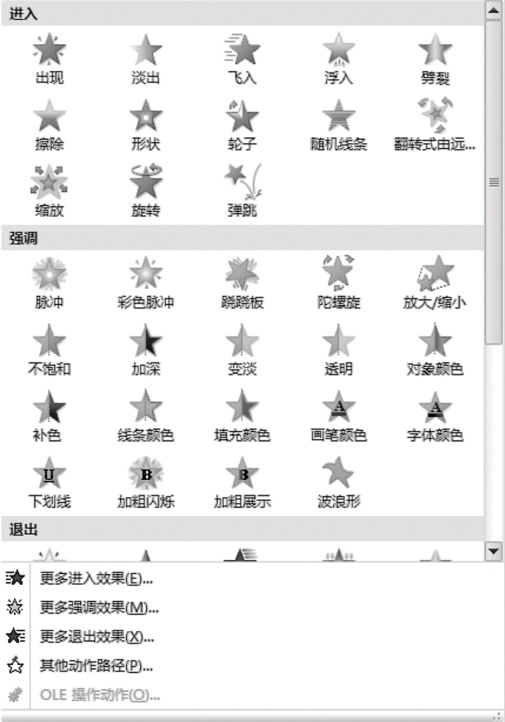 进入
出现 淡出 飞入 浮入 劈裂
擦除 形状 轮子 随机线条 翻转式由远...
缩放 旋转 弹跳
强调
脉冲 彩色脉冲 跷跷板 陀螺旋 放大/缩小
不饱和 加深 变淡 透明 对象颜色
补色 线条颜色 填充颜色 画笔颜色 字体颜色
下划线 加粗闪烁 加粗展示 波浪形
退出
更多进入效果(E)...
更多强调效果(M)...
更多退出效果(X)...
其他动作路径(P)...
OLE 操作动作(O)...